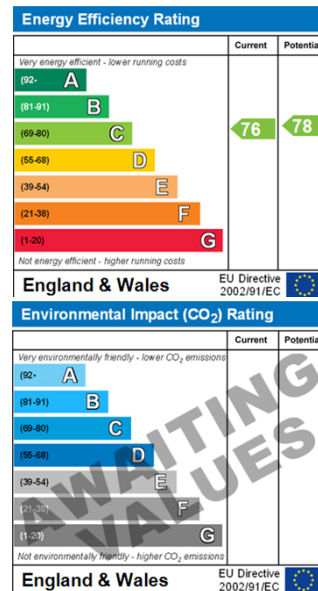 Energy Efficiency Rating
Current Potential
Very energy efficient - lower running costs
(92- A
(81-91) B
(69-80) C
76 78
(55-68) D
(39-54) E
(21-38) F
(1-20) G
Not energy efficient - higher running costs
England & Wales
EU Directive
2002/91/EC
Environmental Impact (CO₂) Rating
Current Potential
Very environmentally friendly - lower CO₂ emissions
(92- A
(81-91) B
(69-80) C
(55-68) D
(39-54) E
(21-38) F
(1-20) G
AWAITING
VALUES
Not environmentally friendly - higher CO₂ emissions
England & Wales
EU Directive
2002/91/EC